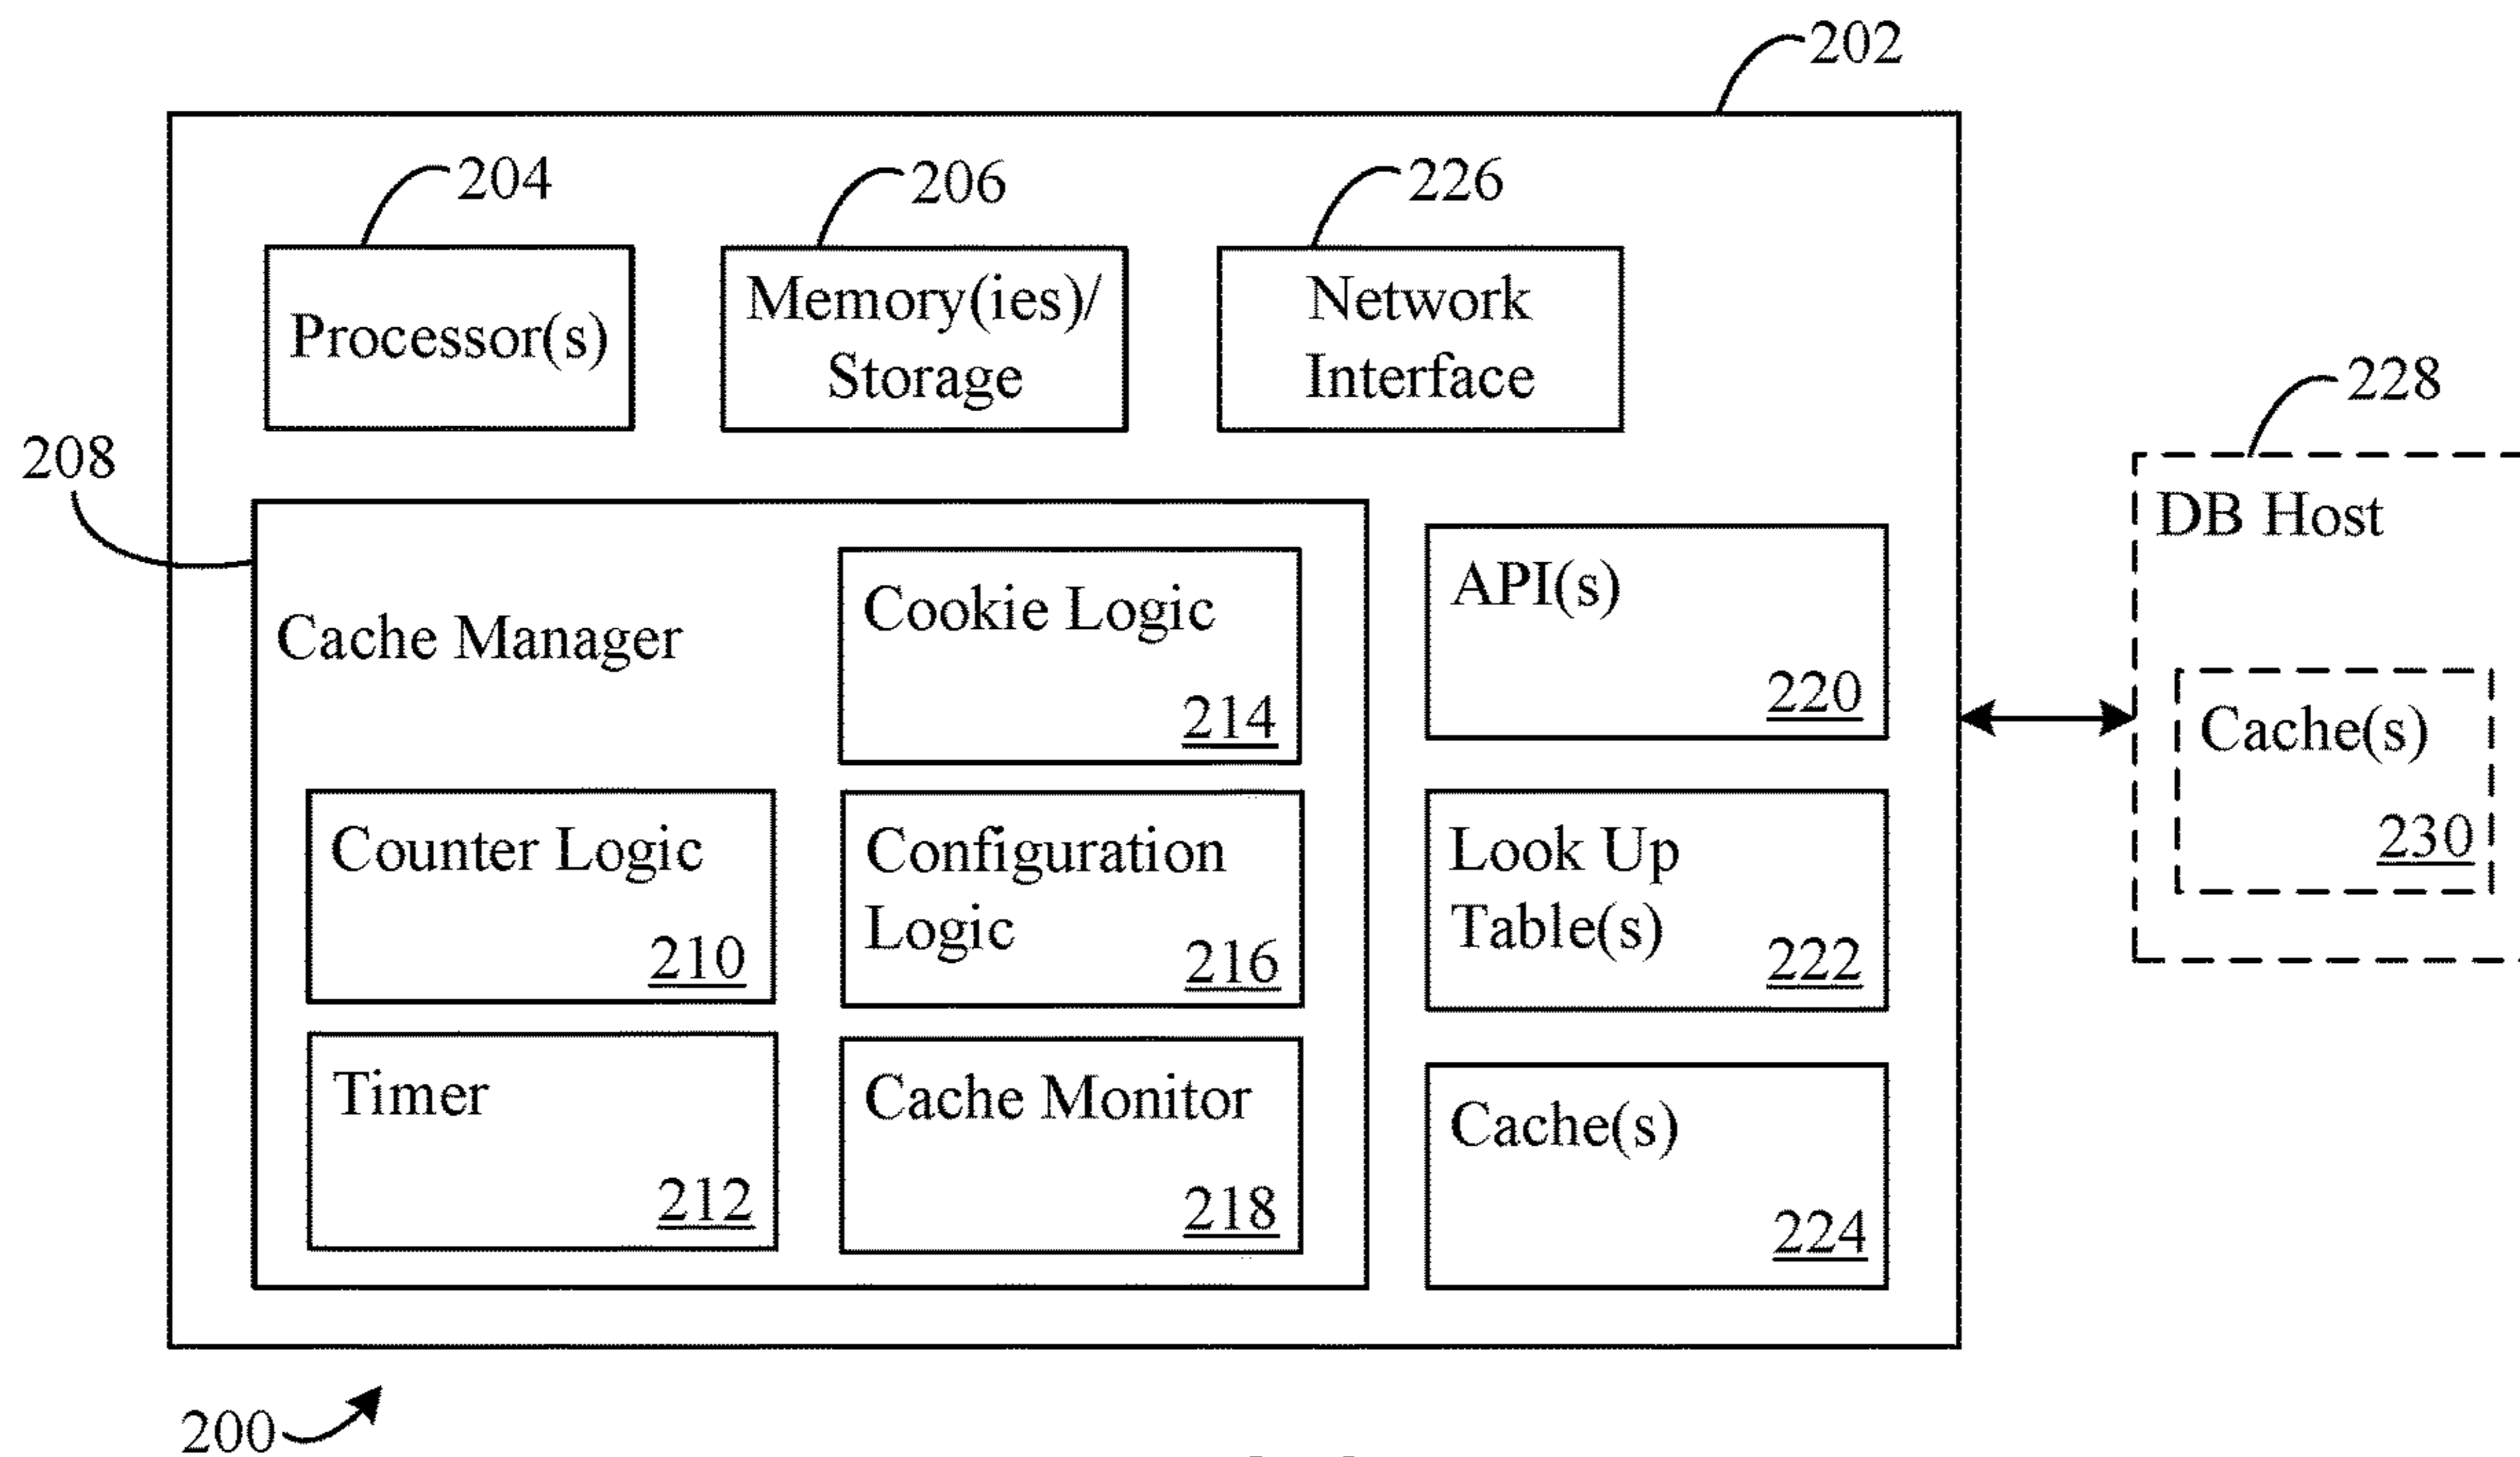 202
204
206
226
Processor(s)
Memory(ies)/
Storage
Network
Interface
208
Cache Manager
Cookie Logic
214
Counter Logic
210
Configuration
Logic
216
Timer
212
Cache Monitor
218
API(s)
220
Look Up
Table(s)
222
Cache(s)
224
228
DB Host
Cache(s)
230
200